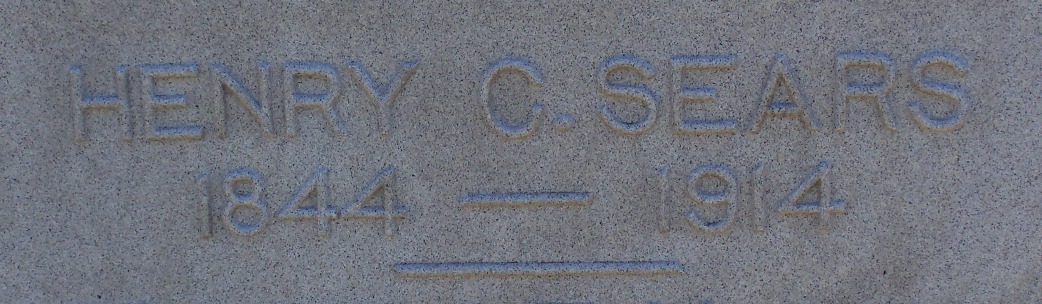 HENRY C. SEARS
1844 — 1914